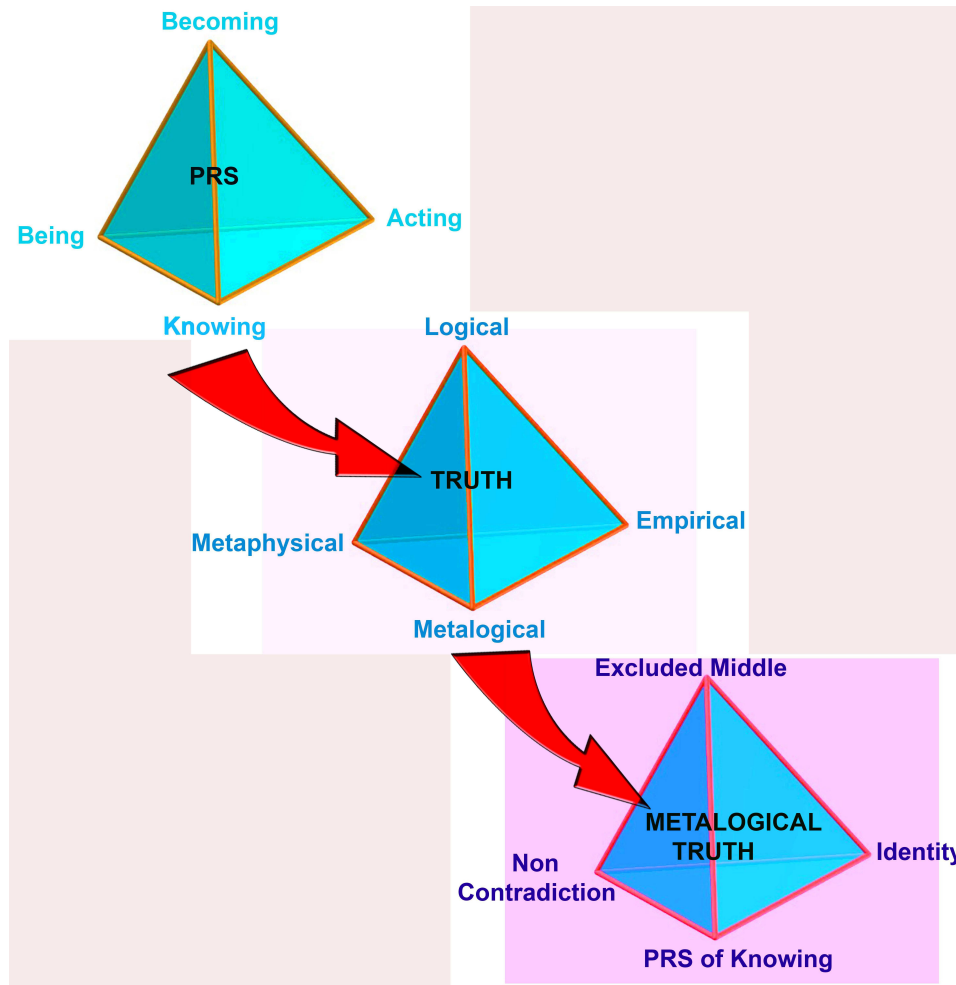 Becoming
PRS
Being
Acting
Knowing
Logical
TRUTH
Empirical
Metaphysical
Metalogical
Excluded Middle
METALOGICAL
TRUTH
Identity
Non
Contradiction
PRS of Knowing